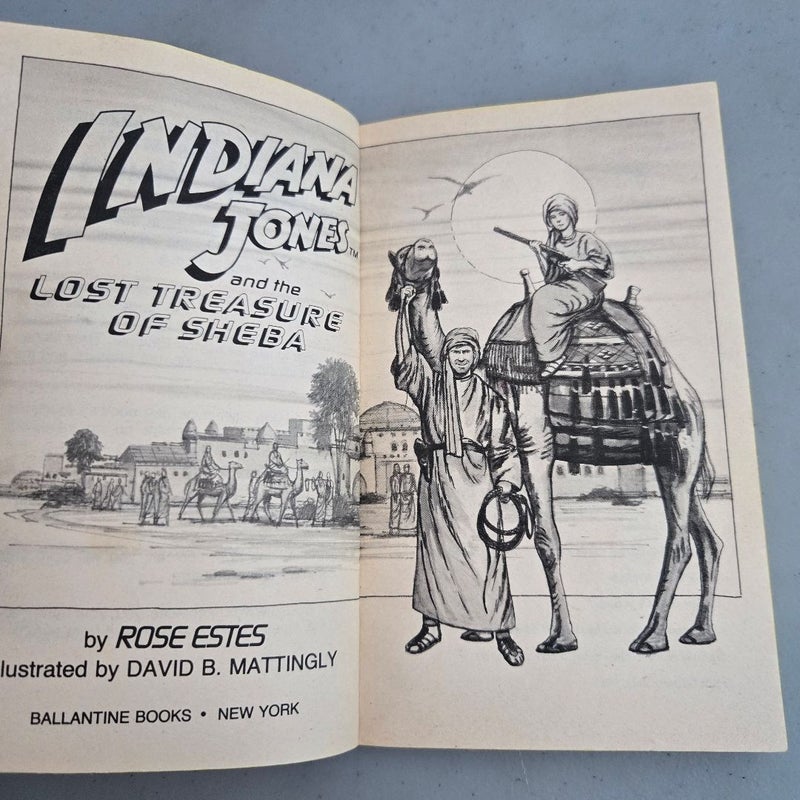 INDIANA
JONES™
and the
LOST TREASURE
OF SHEBA
by ROSE ESTES
llustrated by DAVID B. MATTINGLY
BALLANTINE BOOKS • NEW YORK